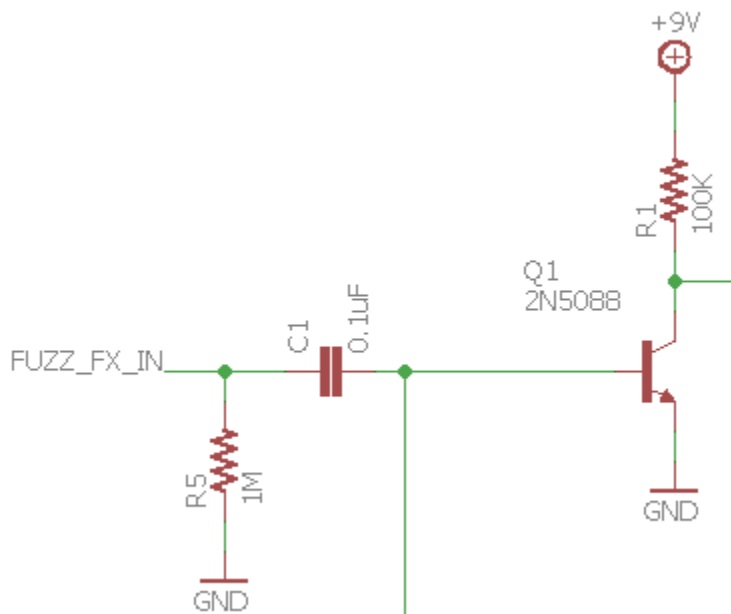 +9V
R1
100K
Q1
2N5088
C1
0.1uF
FUZZ_FX_IN
R5
1M
GND
GND